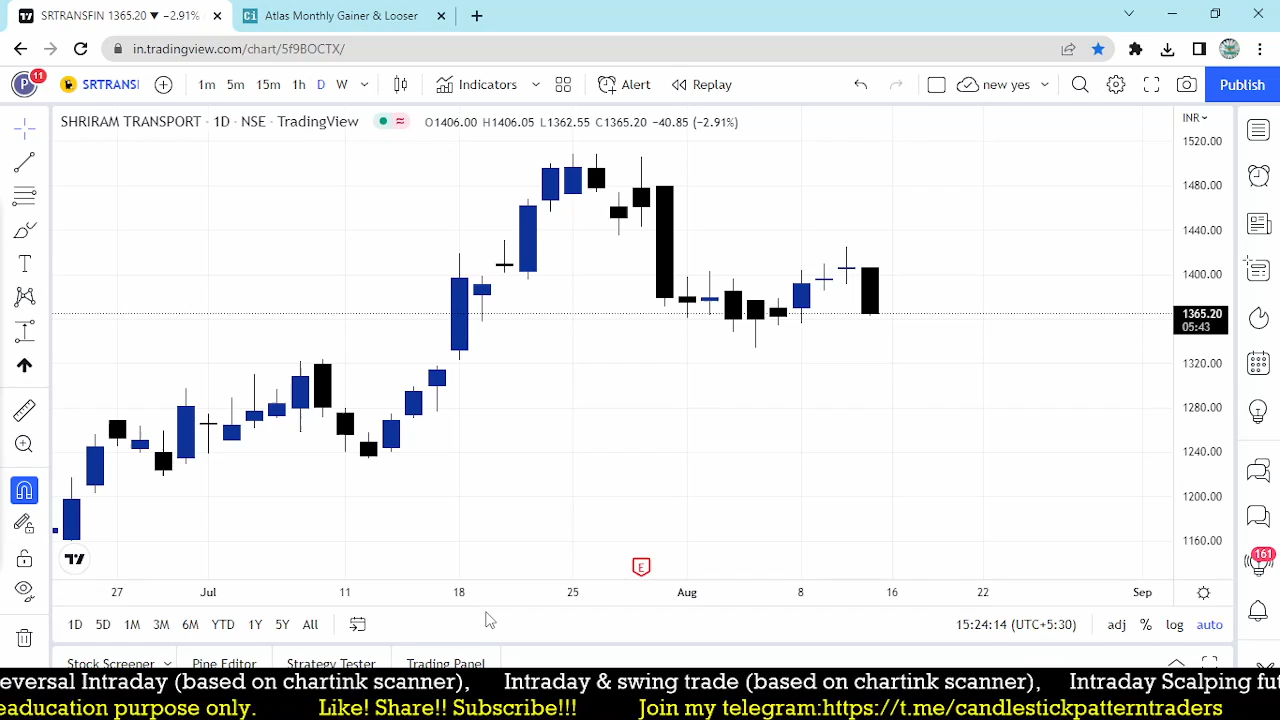 SRTRANSFIN 1365.20 ▼ −2.91%
Atlas Monthly Gainer & Looser
in.tradingview.com/chart/5f9BOCTX/
P 11 SRTRANSI 1m 5m 15m 1h D W Indicators Alert Replay new yes Publish
SHRIRAM TRANSPORT · 1D · NSE · TradingView O1406.00 H1406.05 L1362.55 C1365.20 −40.85 (−2.91%)
INR
1520.00
1480.00
1440.00
1400.00
1365.20
05:43
1320.00
1280.00
1240.00
1200.00
1160.00
E
161
27 Jul 11 18 25 Aug 8 16 22 Sep
1D 5D 1M 3M 6M YTD 1Y 5Y All 15:24:14 (UTC+5:30) adj % log auto
Stock Screener Pine Editor Strategy Tester Trading Panel
eversal Intraday (based on chartink scanner), Intraday & swing trade (based on chartink scanner), Intraday Scalping fut
eaducation purpose only. Like! Share!! Subscribe!!! Join my telegram:https://t.me/candlestickpatterntraders